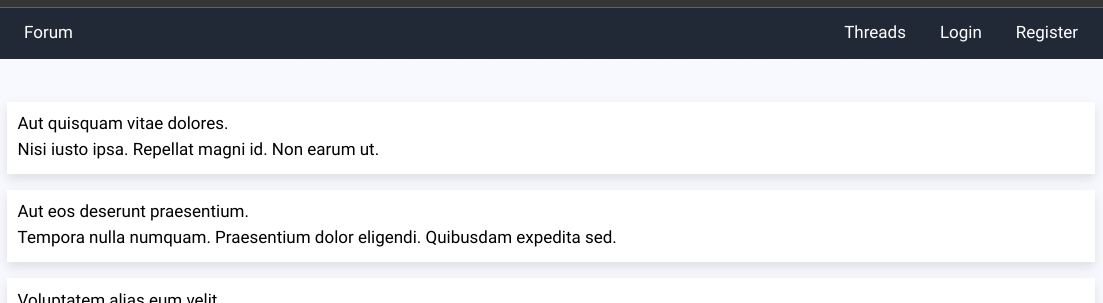 Forum
Threads Login Register
Aut quisquam vitae dolores.
Nisi iusto ipsa. Repellat magni id. Non earum ut.
Aut eos deserunt praesentium.
Tempora nulla numquam. Praesentium dolor eligendi. Quibusdam expedita sed.
Voluptatem alias eum velit